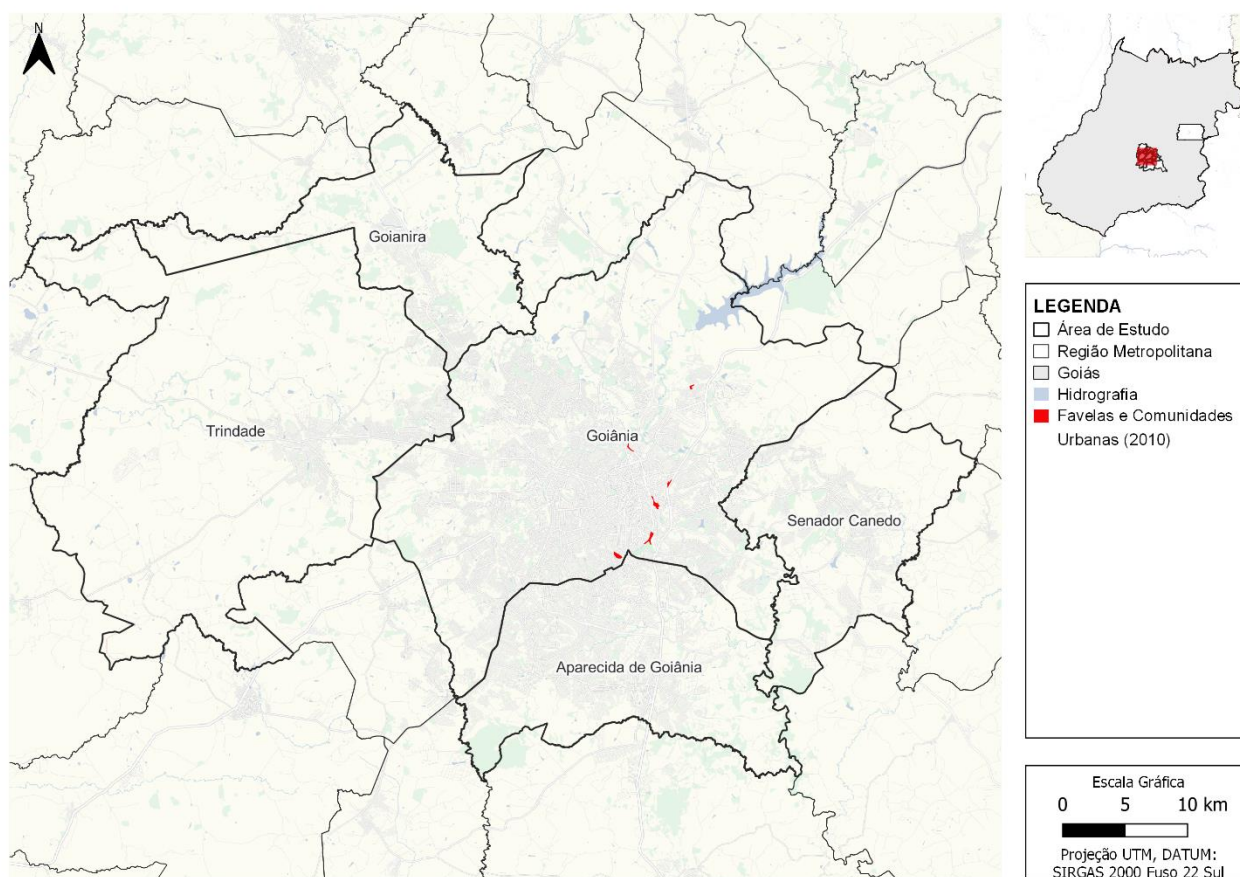 N
Goianira
Trindade
Goiânia
Senador Canedo
Aparecida de Goiânia
LEGENDA
Área de Estudo
Região Metropolitana
Goiás
Hidrografia
Favelas e Comunidades
Urbanas (2010)
Escala Gráfica
0 5 10 km
Projeção UTM, DATUM:
SIRGAS 2000 Fuso 22 Sul